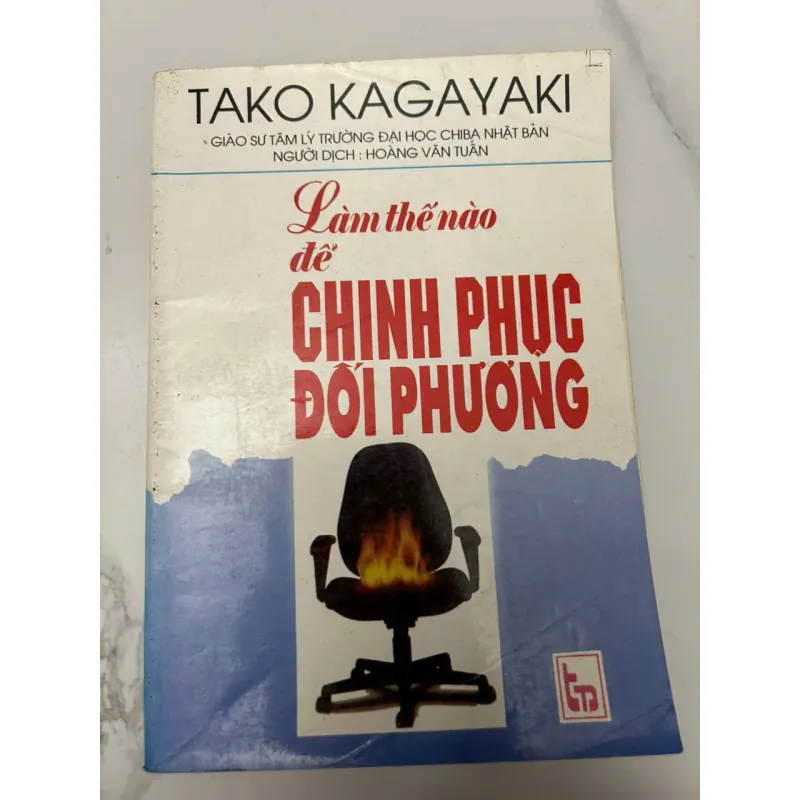 TAKO KAGAYAKI
GIÁO SƯ TÂM LÝ TRƯỜNG ĐẠI HỌC CHIBA NHẬT BẢN
NGƯỜI DỊCH : HOÀNG VĂN TUẤN
Làm thế nào
để
CHINH PHỤC
ĐỐI PHƯƠNG